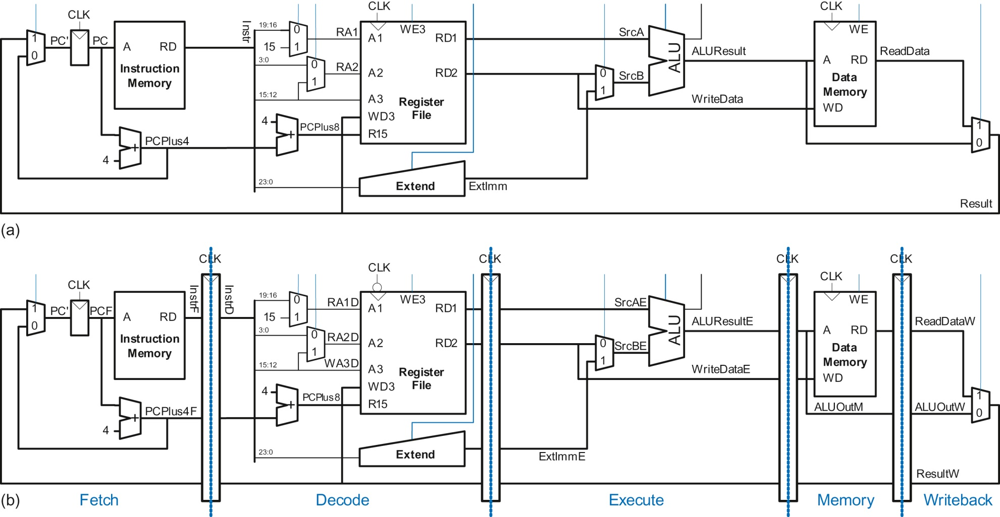 CLK CLK CLK
1 PC' PC A RD Instr 19:16 0 RA1 A1 WE3 RD1 SrcA ALUResult A WE RD ReadData
0 Instruction Memory 15 1 ALU Data Memory
3:0 0 RA2 A2 RD2 0 SrcB
1 1
15:12 A3 Register File WriteData WD
4 + PCPlus8 WD3 1
PCPlus4 R15 0
4 +
23:0 Extend ExtImm
Result
(a)
CLK CLK CLK CLK
CLK CLK CLK
1 PC' PCF A RD InstrF InstrD 19:16 0 RA1D A1 WE3 RD1 SrcAE ALUResultE A WE RD ReadDataW
0 Instruction Memory 15 1 ALU Data Memory
3:0 0 RA2D A2 RD2 0 SrcBE
1 1
15:12 WA3D A3 Register File WriteDataE WD
4 + PCPlus8 WD3 1
PCPlus4F R15 ALUOutM ALUOutW 0
4 +
23:0 Extend ExtImmE
ResultW
(b) Fetch Decode Execute Memory Writeback